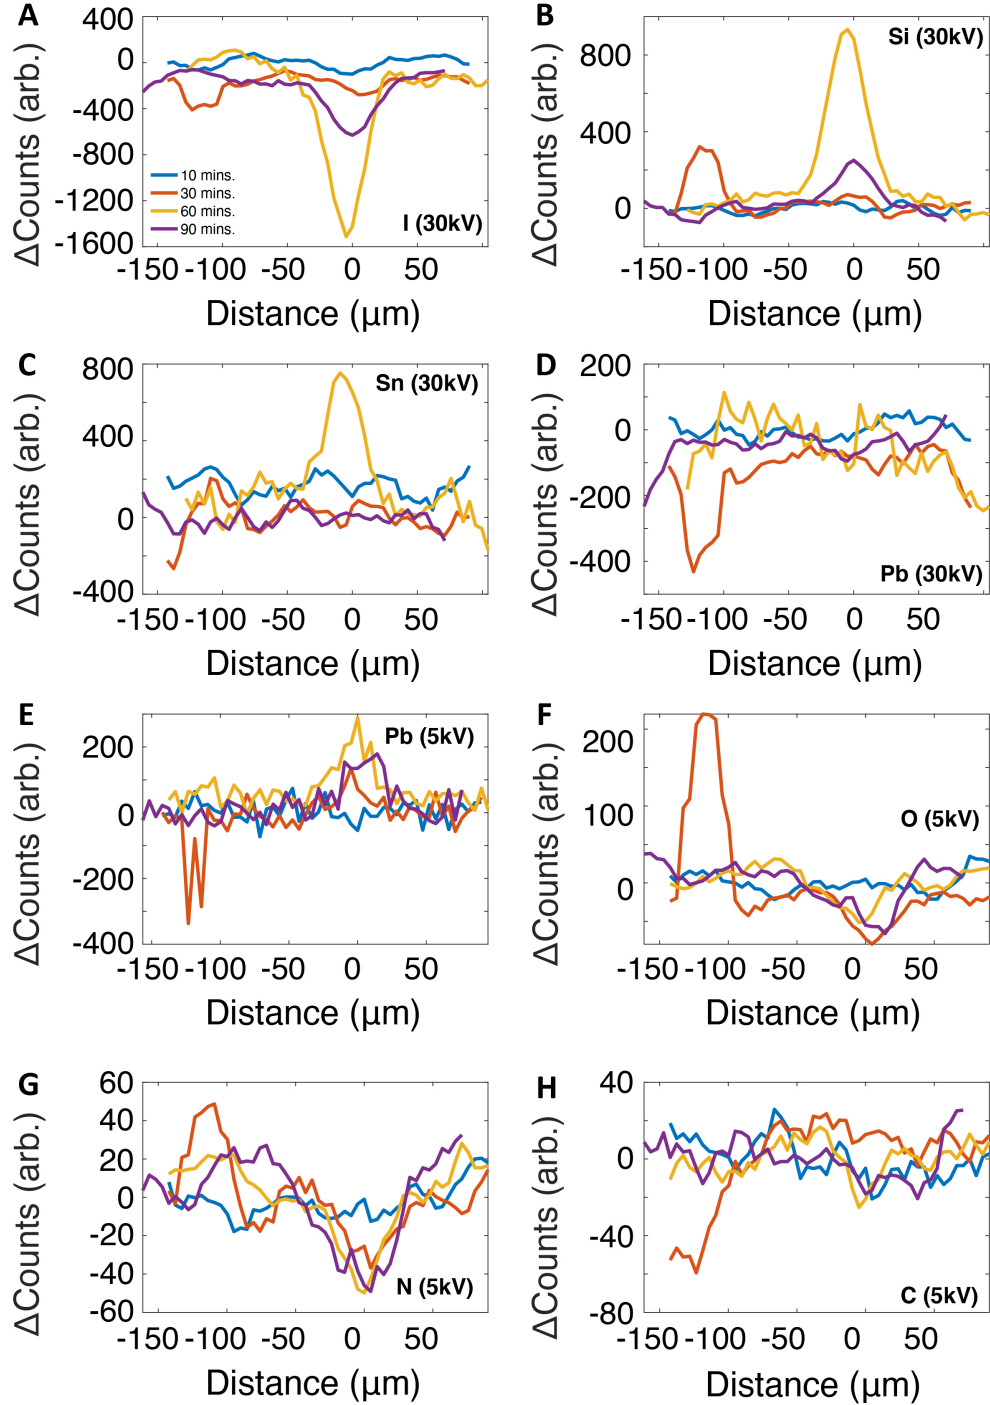 A
400
0
-400
-800
-1200
-1600
ΔCounts (arb.)
10 mins.
30 mins.
60 mins.
90 mins.
I (30kV)
-150 -100 -50 0 50
Distance (µm)
B
800
400
0
ΔCounts (arb.)
Si (30kV)
-150 -100 -50 0 50
Distance (µm)
C
800
400
0
-400
ΔCounts (arb.)
Sn (30kV)
-150 -100 -50 0 50
Distance (µm)
D
200
0
-200
-400
ΔCounts (arb.)
Pb (30kV)
-150 -100 -50 0 50
Distance (µm)
E
200
0
-200
-400
ΔCounts (arb.)
Pb (5kV)
-150 -100 -50 0 50
Distance (µm)
F
200
100
0
ΔCounts (arb.)
O (5kV)
-150 -100 -50 0 50
Distance (µm)
G
60
40
20
0
-20
-40
-60
ΔCounts (arb.)
N (5kV)
-150 -100 -50 0 50
Distance (µm)
H
40
0
-40
-80
ΔCounts (arb.)
C (5kV)
-150 -100 -50 0 50
Distance (µm)